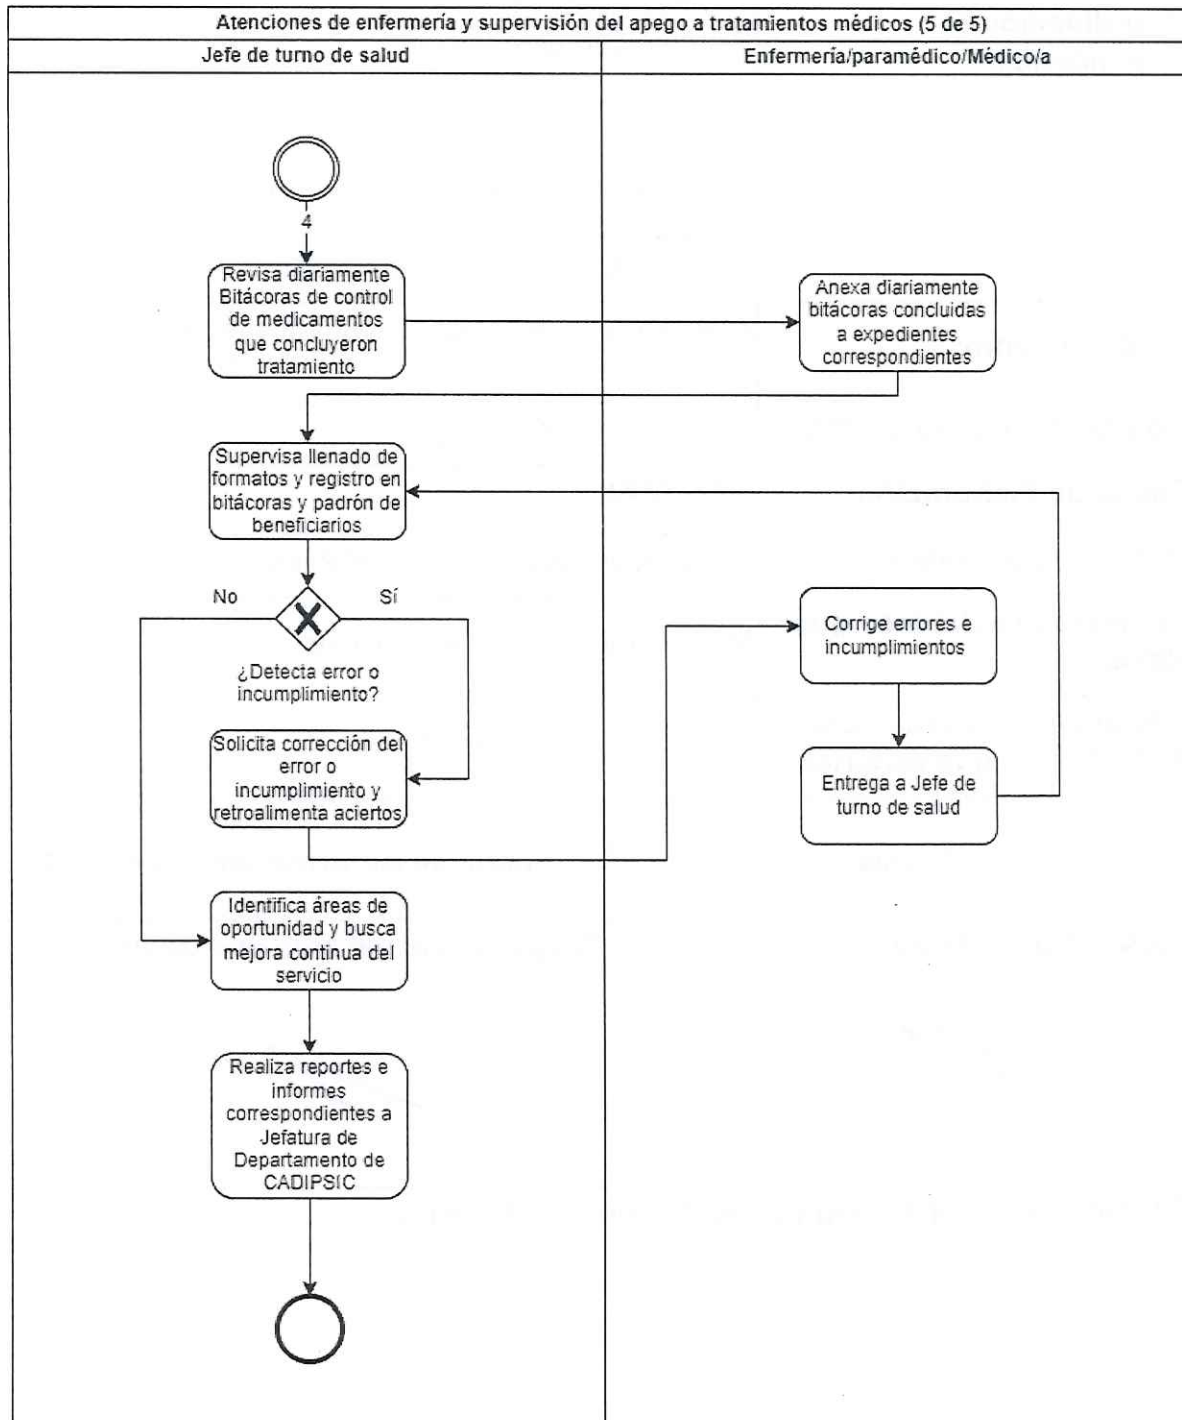 Atenciones de enfermería y supervisión del apego a tratamientos médicos (5 de 5)
Jefe de turno de salud
Enfermería/paramédico/Médico/a
4
Revisa diariamente
Bitácoras de control
de medicamentos
que concluyeron
tratamiento
Anexa diariamente
bitácoras concluidas
a expedientes
correspondientes
Supervisa llenado de
formatos y registro en
bitácoras y padrón de
beneficiarios
No
Sí
¿Detecta error o
incumplimiento?
Corrige errores e
incumplimientos
Solicita corrección del
error o
incumplimiento y
retroalimenta aciertos
Entrega a Jefe de
turno de salud
Identifica áreas de
oportunidad y busca
mejora continua del
servicio
Realiza reportes e
informes
correspondientes a
Jefatura de
Departamento de
CADIPSIC